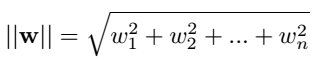 ||w|| = √(w₁² + w₂² + ... + wₙ²)